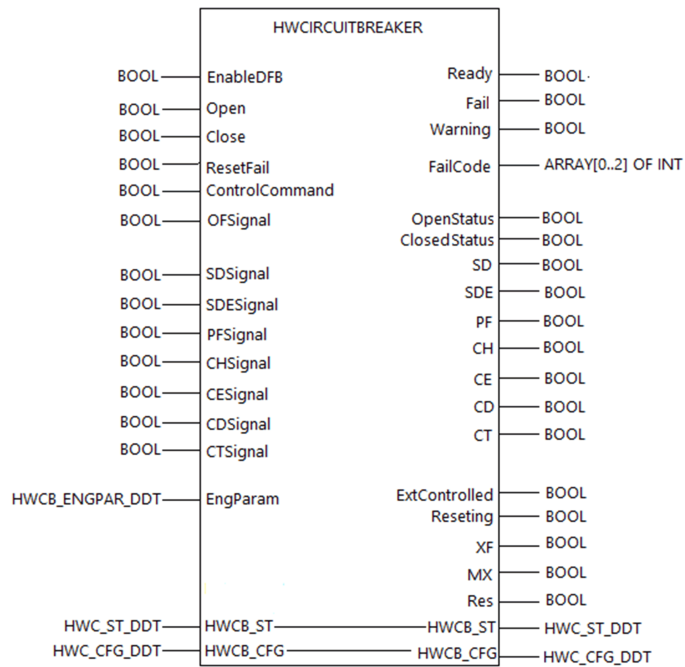 HWCIRCUITBREAKER
BOOL EnableDFB Ready BOOL
BOOL Open Fail BOOL
BOOL Close Warning BOOL
BOOL ResetFail FailCode ARRAY[0..2] OF INT
BOOL ControlCommand
BOOL OFSignal OpenStatus BOOL
ClosedStatus BOOL
BOOL SDSignal SD BOOL
BOOL SDESignal SDE BOOL
BOOL PFSignal PF BOOL
BOOL CHSignal CH BOOL
BOOL CESignal CE BOOL
BOOL CDSignal CD BOOL
BOOL CTSignal CT BOOL
HWCB_ENGPAR_DDT EngParam ExtControlled BOOL
Reseting BOOL
XF BOOL
MX BOOL
Res BOOL
HWC_ST_DDT HWCB_ST HWCB_ST HWC_ST_DDT
HWC_CFG_DDT HWCB_CFG HWCB_CFG HWC_CFG_DDT